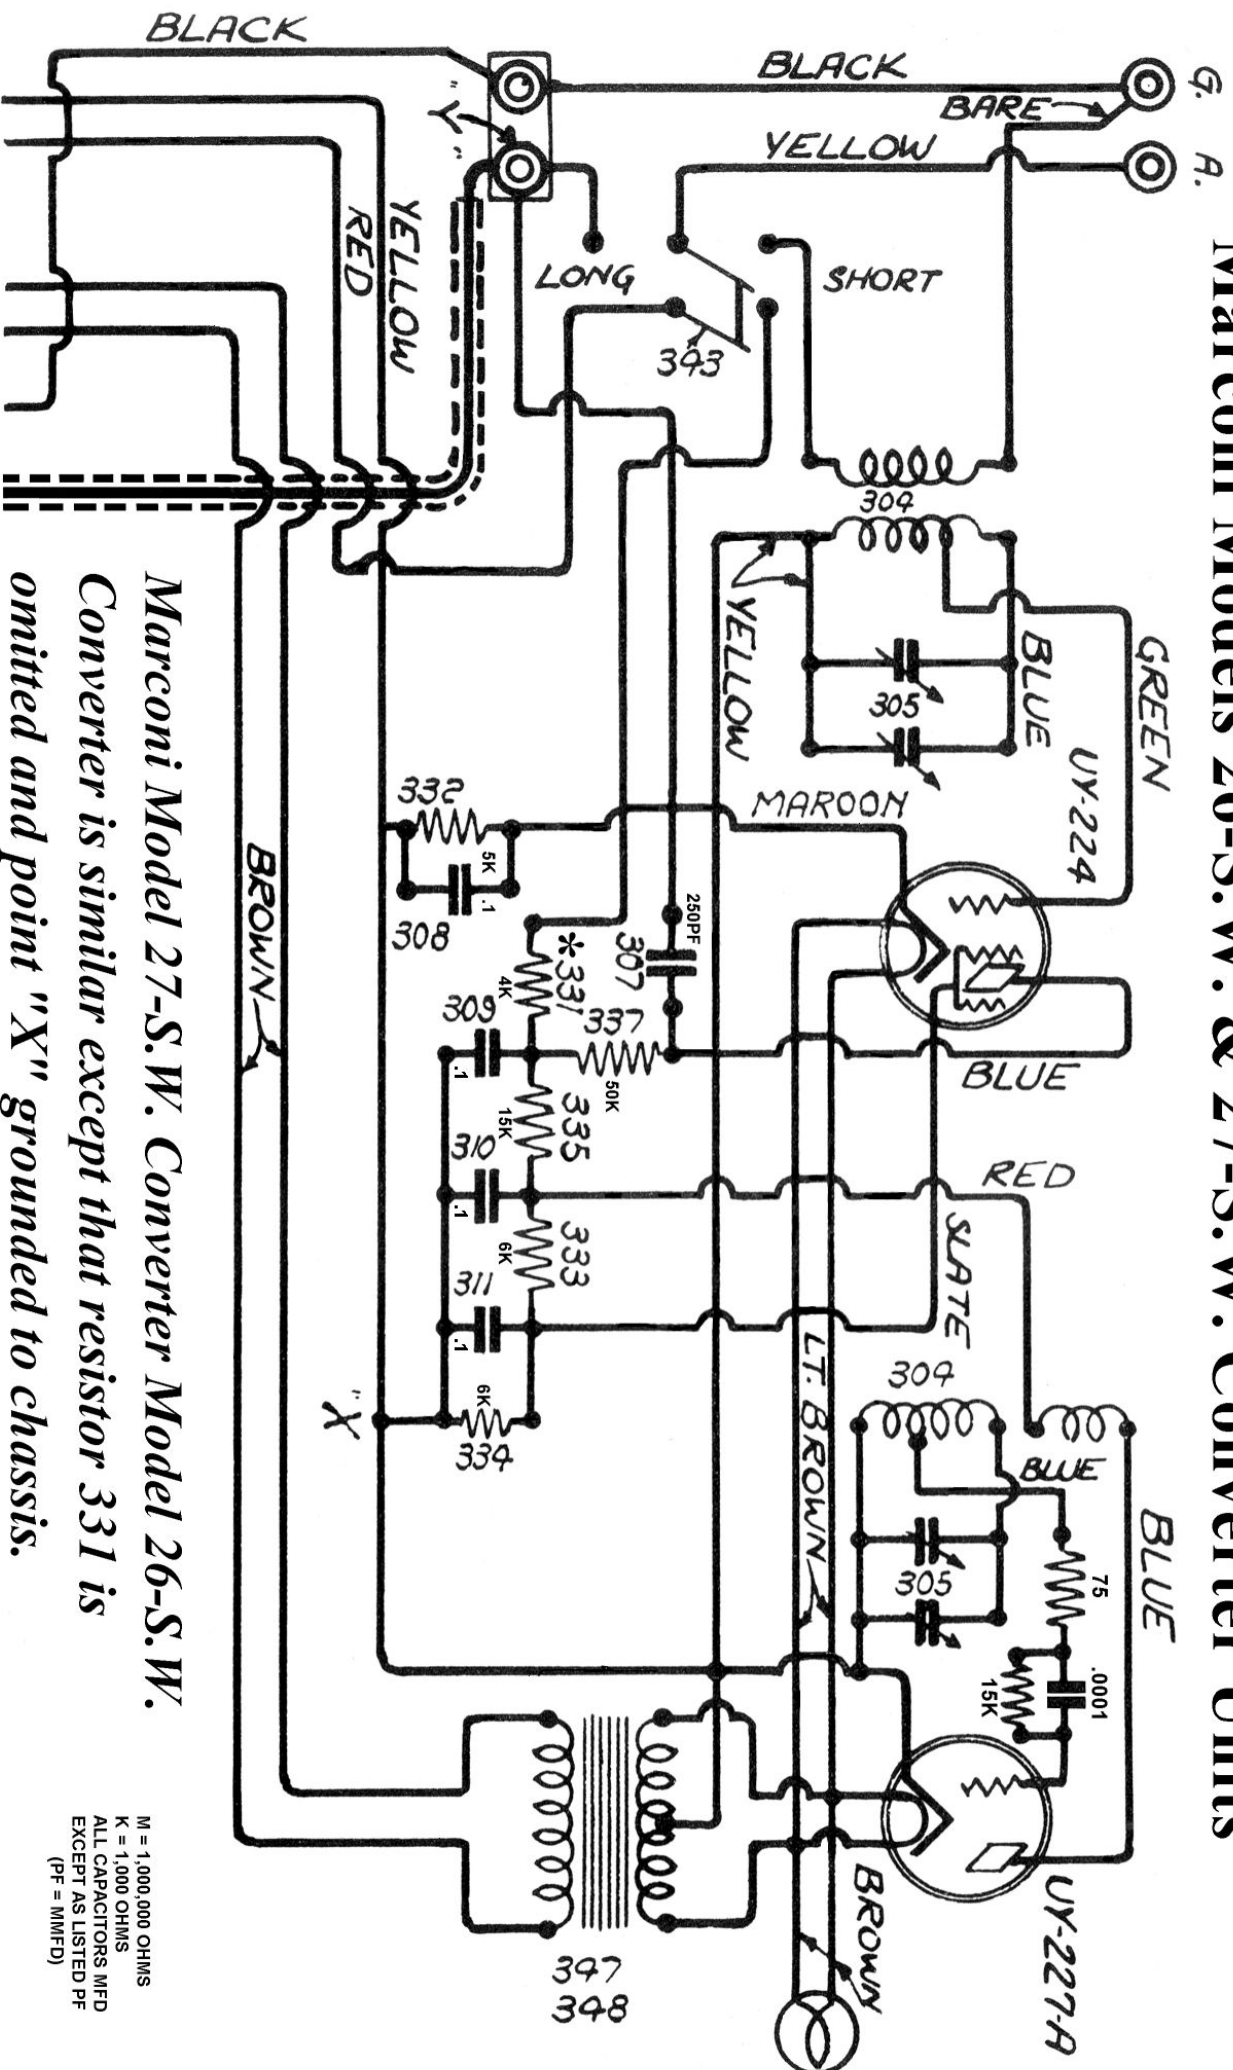 Marconi Models 26-S.W. & 27-S.W. Converter Units
G.
A.
BLACK
BLACK
BARE
YELLOW
"Y"
LONG
SHORT
343
YELLOW
RED
304
GREEN
BLUE
305
YELLOW
UY-224
MAROON
332
5K
.1
308
250PF
307
*331
4K
309
.1
337
50K
BLUE
335
15K
310
.1
RED
333
6K
311
.1
SLATE
6K
334
"X"
LT. BROWN
304
BLUE
BLUE
305
75
.0001
15K
UY-227-A
BROWN
BROWN
347
348
Marconi Model 27-S.W. Converter Model 26-S.W.
Converter is similar except that resistor 331 is
omitted and point "X" grounded to chassis.
M = 1,000,000 OHMS
K = 1,000 OHMS
ALL CAPACITORS MFD
EXCEPT AS LISTED PF
(PF = MMFD)